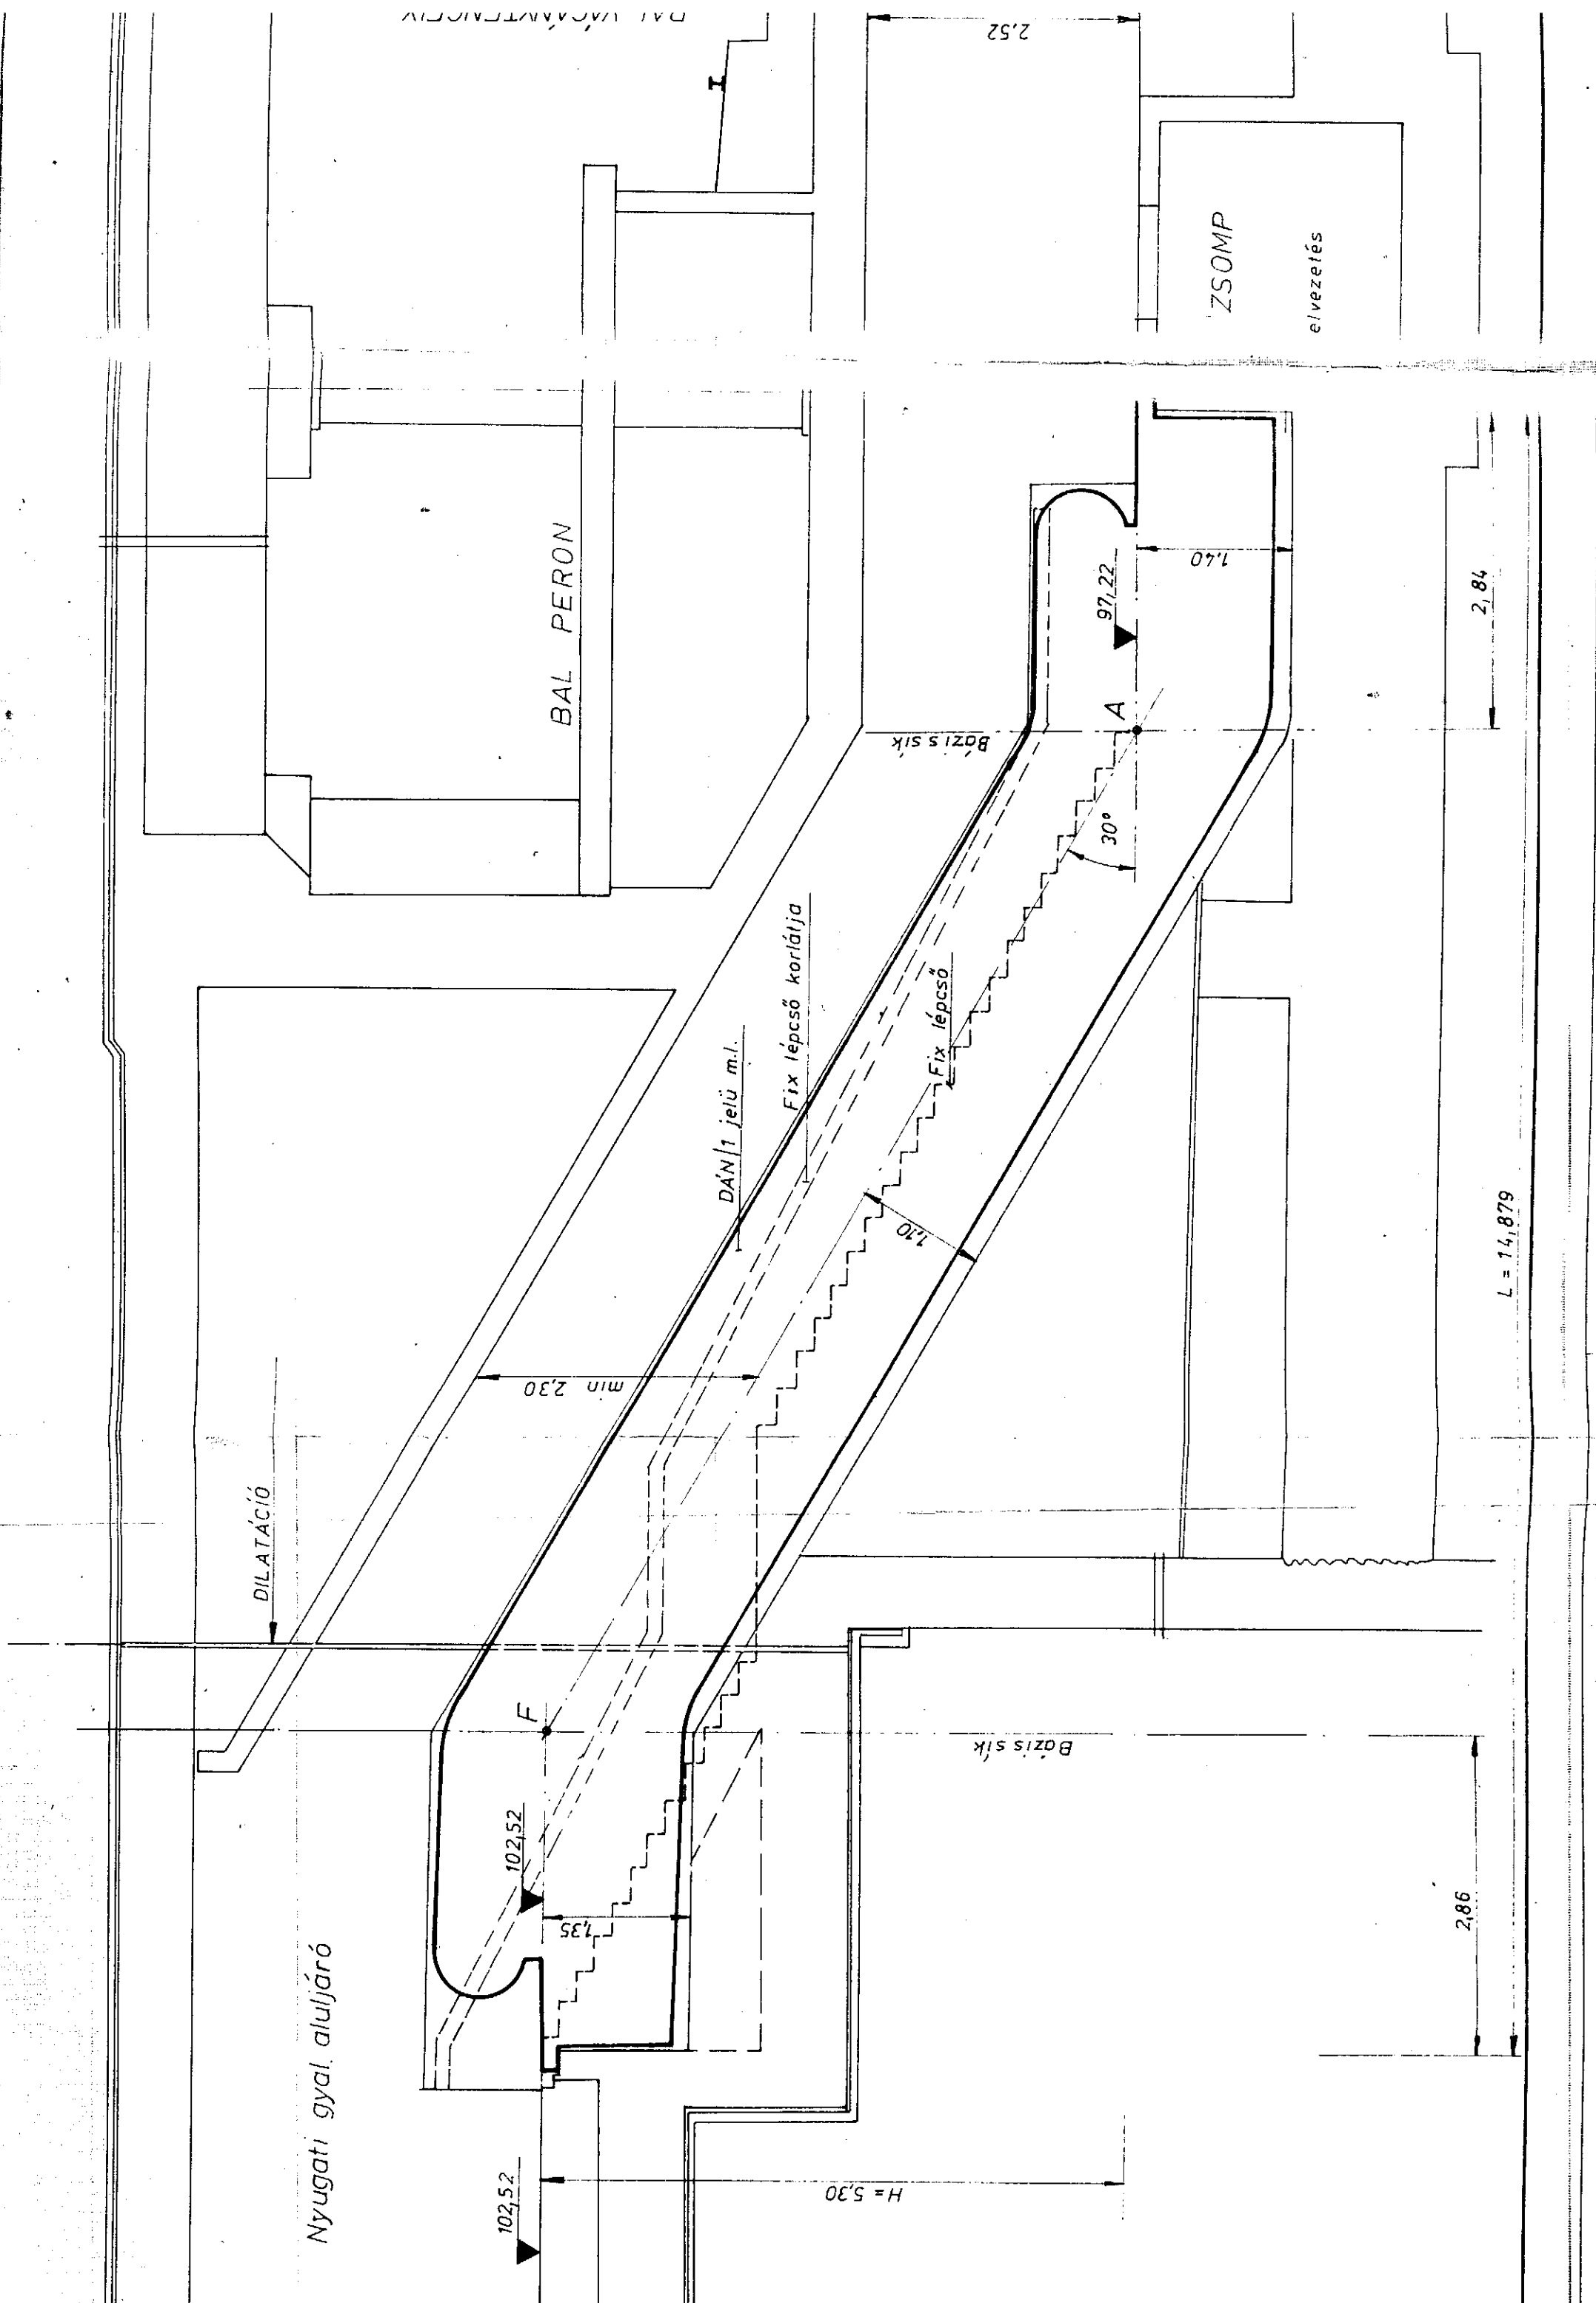 Nyugati gyal. aluljáró
102,52
H = 5,30
102,52
1,35
F
Bázis sík
2,86
DILATÁCIÓ
min 2,30
DÁN/1 jelü m.l.
Fix lépcső korlátja
Fix lépcső
1,10
30°
L = 14,879
BAL PERON
Bázis sík
A
97,22
1,40
2,84
ZSOMP
elvezetés
2,52
BAL VÁGÁNYTENGELY